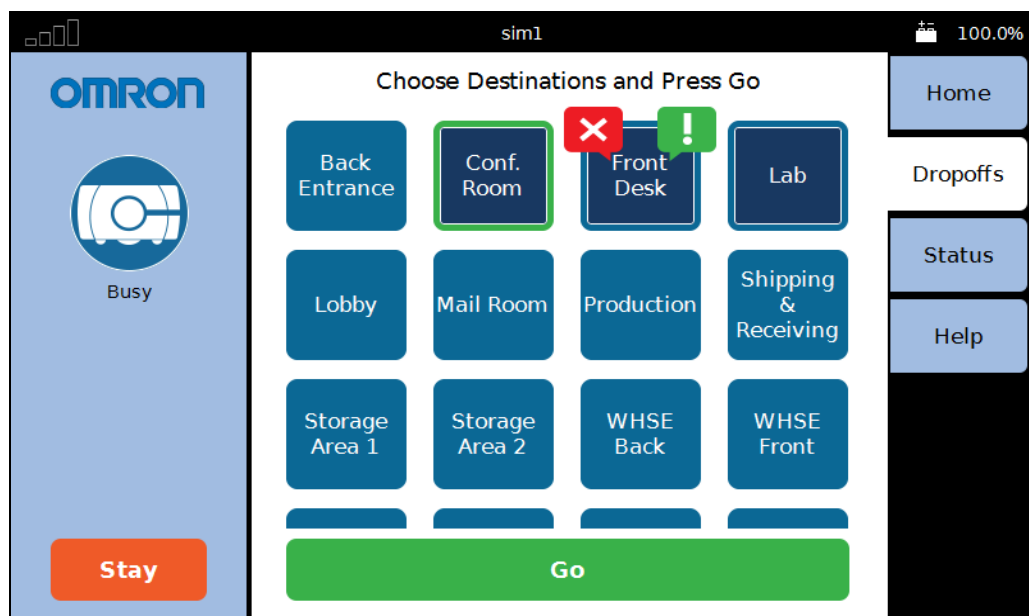 sim1
100.0%
OMRON
Busy
Stay
Choose Destinations and Press Go
Back
Entrance
Conf.
Room
Front
Desk
Lab
Lobby
Mail Room
Production
Shipping
&
Receiving
Storage
Area 1
Storage
Area 2
WHSE
Back
WHSE
Front
Go
Home
Dropoffs
Status
Help